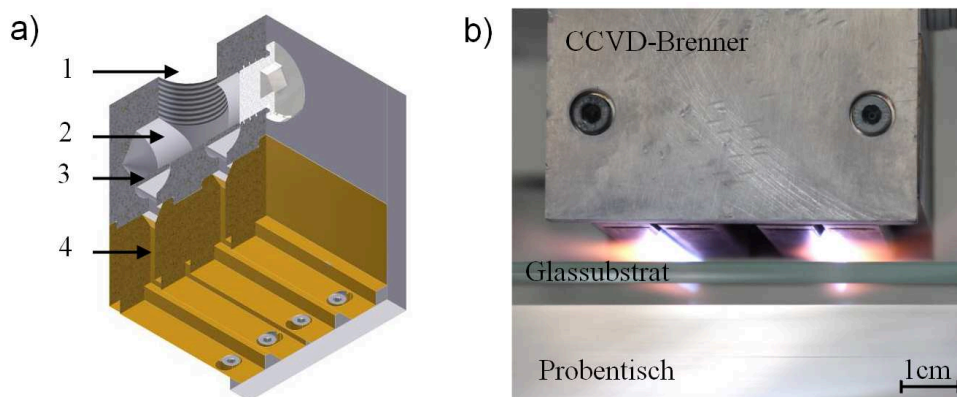 a)
1
2
3
4
b)
CCVD-Brenner
Glassubstrat
Probentisch
1cm